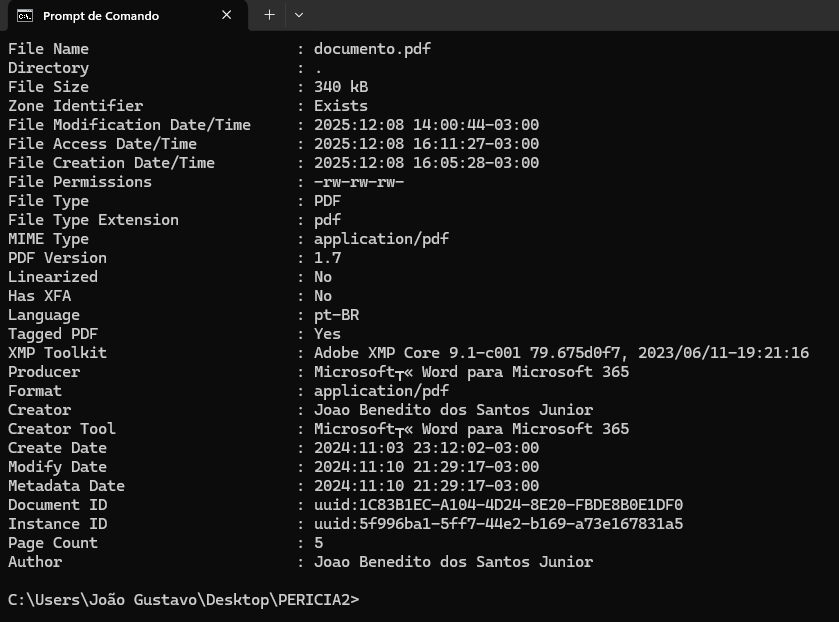 Prompt de Comando
File Name : documento.pdf
Directory : .
File Size : 340 kB
Zone Identifier : Exists
File Modification Date/Time : 2025:12:08 14:00:44-03:00
File Access Date/Time : 2025:12:08 16:11:27-03:00
File Creation Date/Time : 2025:12:08 16:05:28-03:00
File Permissions : -rw-rw-rw-
File Type : PDF
File Type Extension : pdf
MIME Type : application/pdf
PDF Version : 1.7
Linearized : No
Has XFA : No
Language : pt-BR
Tagged PDF : Yes
XMP Toolkit : Adobe XMP Core 9.1-c001 79.675d0f7, 2023/06/11-19:21:16
Producer : Microsoft┬« Word para Microsoft 365
Format : application/pdf
Creator : Joao Benedito dos Santos Junior
Creator Tool : Microsoft┬« Word para Microsoft 365
Create Date : 2024:11:03 23:12:02-03:00
Modify Date : 2024:11:10 21:29:17-03:00
Metadata Date : 2024:11:10 21:29:17-03:00
Document ID : uuid:1C83B1EC-A104-4D24-8E20-FBDE8B0E1DF0
Instance ID : uuid:5f996ba1-5ff7-44e2-b169-a73e167831a5
Page Count : 5
Author : Joao Benedito dos Santos Junior
C:\Users\João Gustavo\Desktop\PERICIA2>